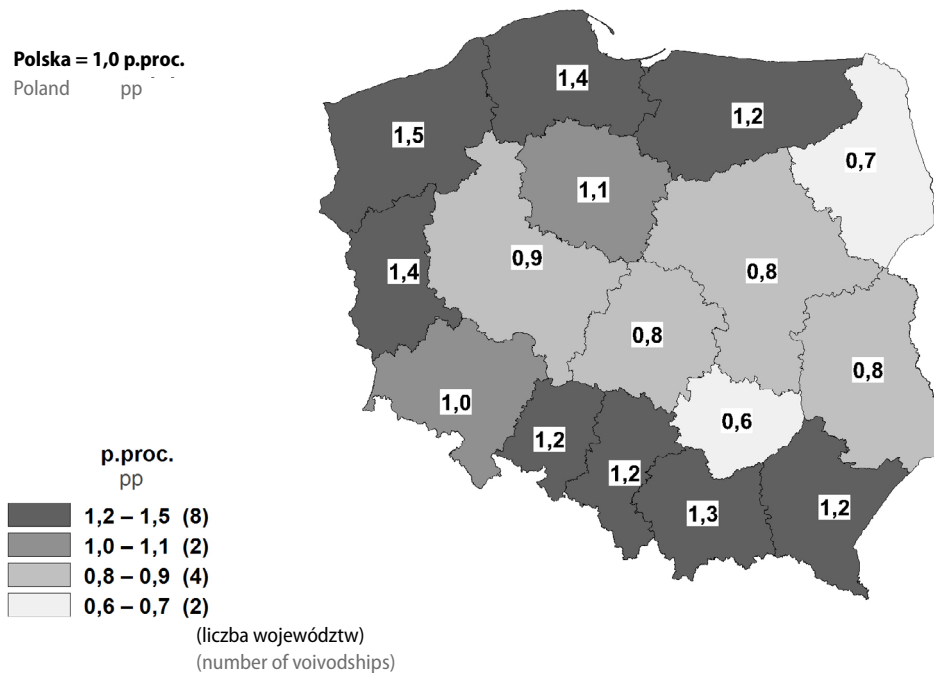 Polska = 1,0 p.proc.
Poland pp
1,4
1,5
1,2
0,7
1,1
0,9
1,4
0,8
0,8
0,8
1,0
0,6
1,2
1,2
1,3
1,2
p.proc.
pp
1,2 – 1,5 (8)
1,0 – 1,1 (2)
0,8 – 0,9 (4)
0,6 – 0,7 (2)
(liczba województw)
(number of voivodships)